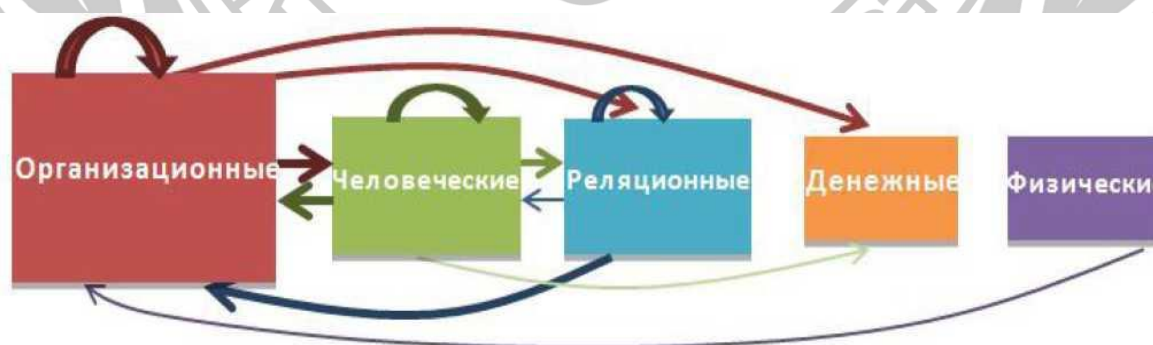 Организационные
Человеческие
Реляционные
Денежные
Физически